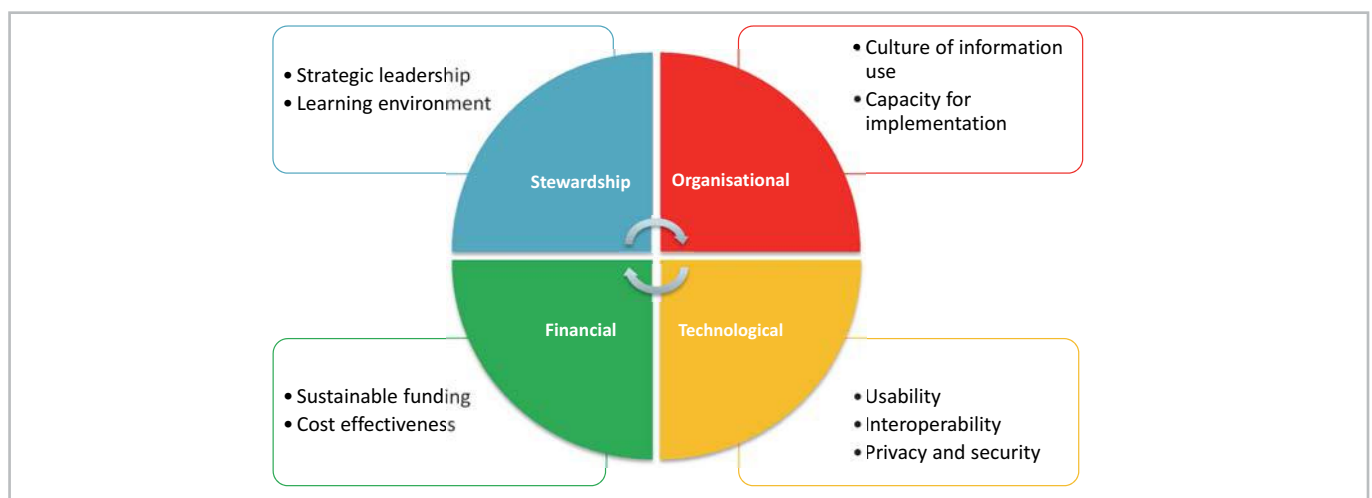 • Strategic leadership
• Learning environment
• Culture of information
use
• Capacity for
implementation
Stewardship
Organisational
Financial
Technological
• Sustainable funding
• Cost effectiveness
• Usability
• Interoperability
• Privacy and security